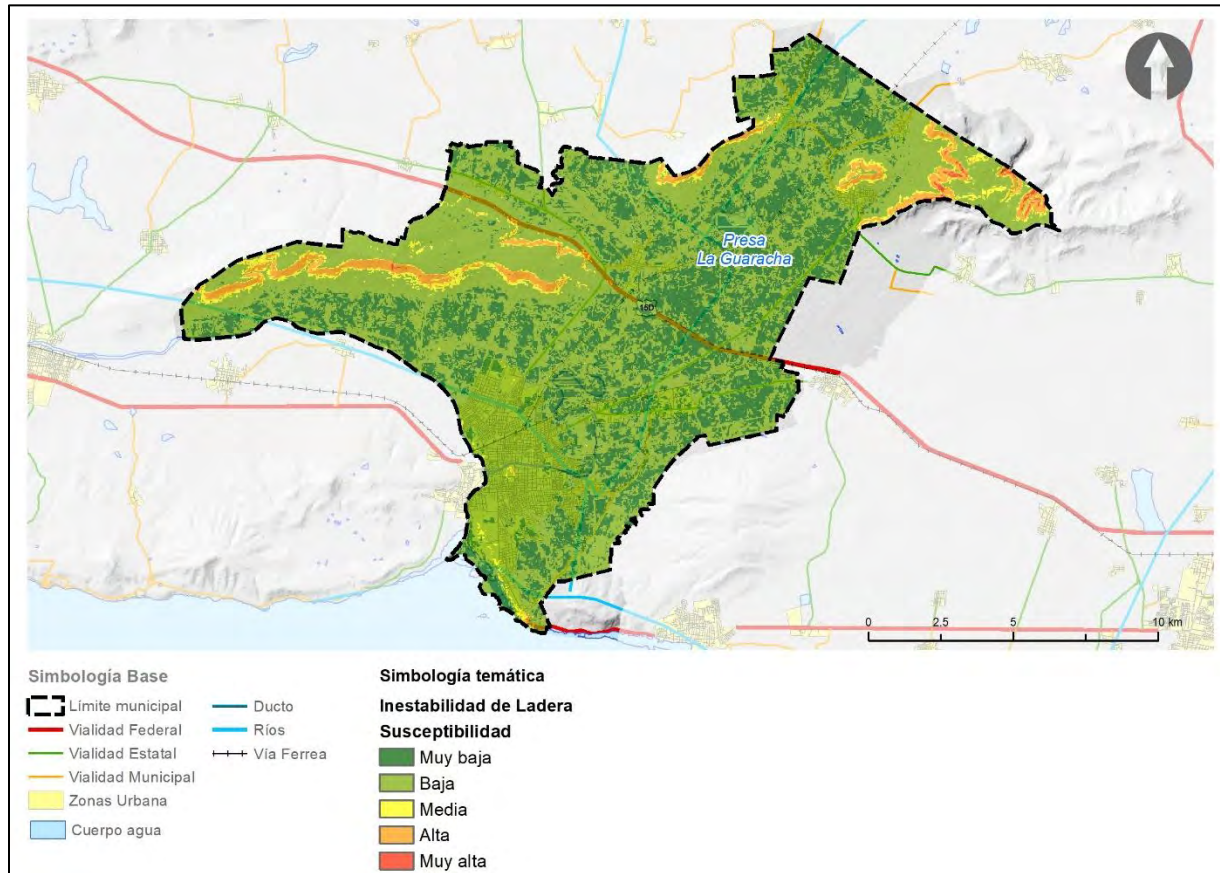 Presa
La Guaracha
15D
0 2.5 5 10 km
Simbología Base
Límite municipal
Vialidad Federal
Vialidad Estatal
Vialidad Municipal
Zonas Urbana
Cuerpo agua
Ducto
Ríos
Vía Ferrea
Simbología temática
Inestabilidad de Ladera
Susceptibilidad
Muy baja
Baja
Media
Alta
Muy alta